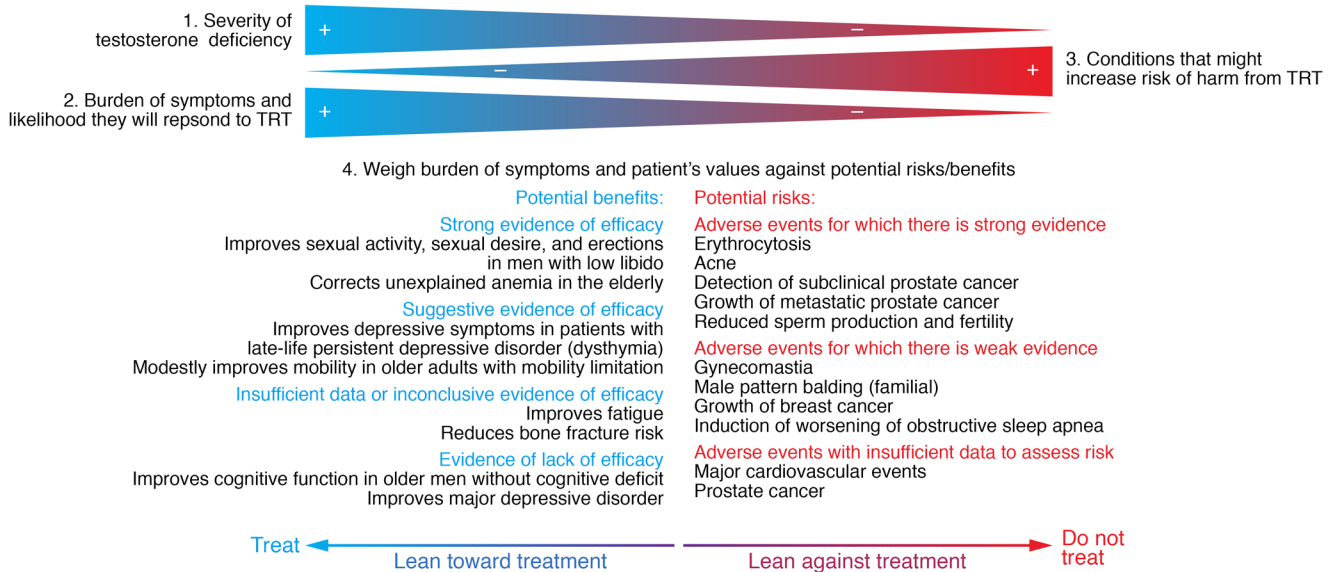 1. Severity of
testosterone deficiency
+
−
−
+
3. Conditions that might
increase risk of harm from TRT
2. Burden of symptoms and
likelihood they will repsond to TRT
+
−
4. Weigh burden of symptoms and patient’s values against potential risks/benefits
Potential benefits:
Strong evidence of efficacy
Improves sexual activity, sexual desire, and erections
in men with low libido
Corrects unexplained anemia in the elderly
Suggestive evidence of efficacy
Improves depressive symptoms in patients with
late-life persistent depressive disorder (dysthymia)
Modestly improves mobility in older adults with mobility limitation
Insufficient data or inconclusive evidence of efficacy
Improves fatigue
Reduces bone fracture risk
Evidence of lack of efficacy
Improves cognitive function in older men without cognitive deficit
Improves major depressive disorder
Potential risks:
Adverse events for which there is strong evidence
Erythrocytosis
Acne
Detection of subclinical prostate cancer
Growth of metastatic prostate cancer
Reduced sperm production and fertility
Adverse events for which there is weak evidence
Gynecomastia
Male pattern balding (familial)
Growth of breast cancer
Induction of worsening of obstructive sleep apnea
Adverse events with insufficient data to assess risk
Major cardiovascular events
Prostate cancer
Treat
Lean toward treatment
Lean against treatment
Do not
treat